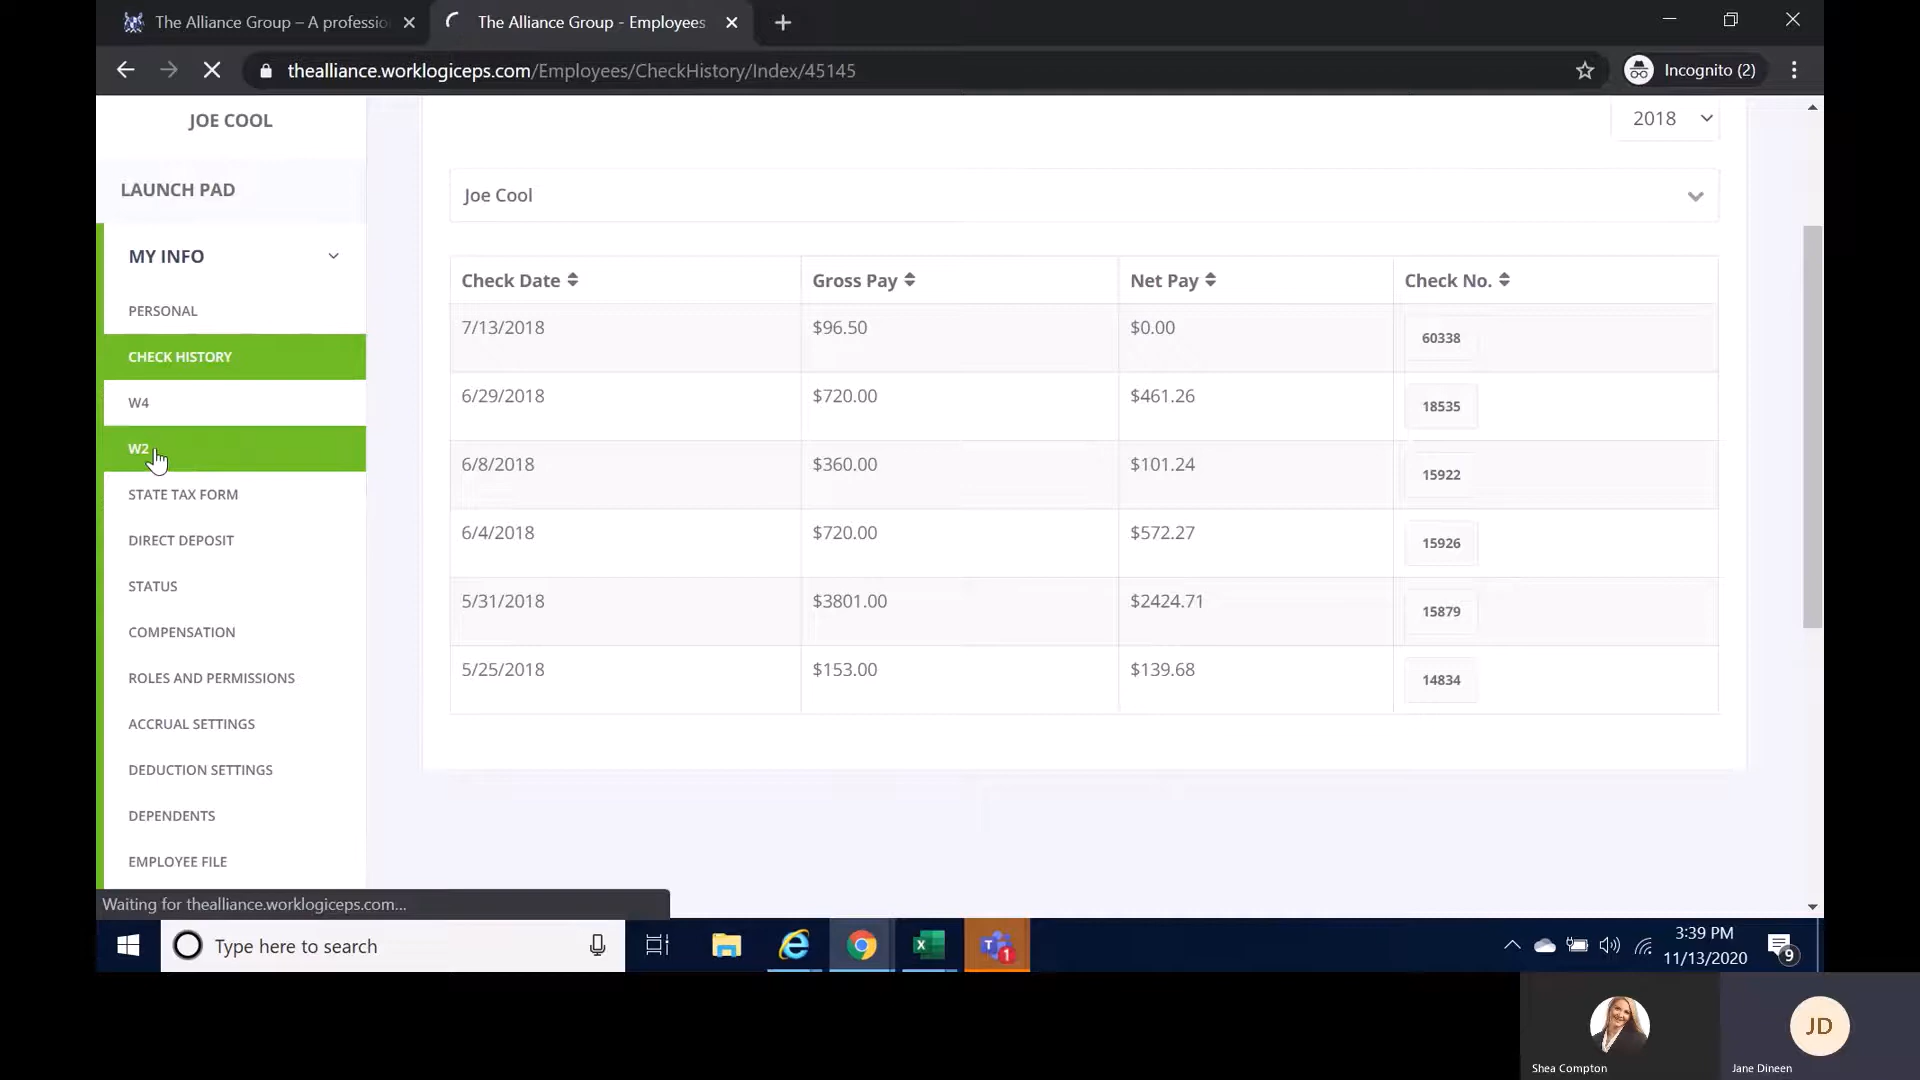 The Alliance Group – A professio
The Alliance Group - Employees
thealliance.worklogiceps.com/Employees/CheckHistory/Index/45145
Incognito (2)
JOE COOL
LAUNCH PAD
MY INFO
PERSONAL
CHECK HISTORY
W4
W2
STATE TAX FORM
DIRECT DEPOSIT
STATUS
COMPENSATION
ROLES AND PERMISSIONS
ACCRUAL SETTINGS
DEDUCTION SETTINGS
DEPENDENTS
EMPLOYEE FILE
2018
Joe Cool
Check Date Gross Pay Net Pay Check No.
7/13/2018 $96.50 $0.00 60338
6/29/2018 $720.00 $461.26 18535
6/8/2018 $360.00 $101.24 15922
6/4/2018 $720.00 $572.27 15926
5/31/2018 $3801.00 $2424.71 15879
5/25/2018 $153.00 $139.68 14834
Waiting for thealliance.worklogiceps.com...
Type here to search
1
3:39 PM
11/13/2020
9
JD
Shea Compton
Jane Dineen